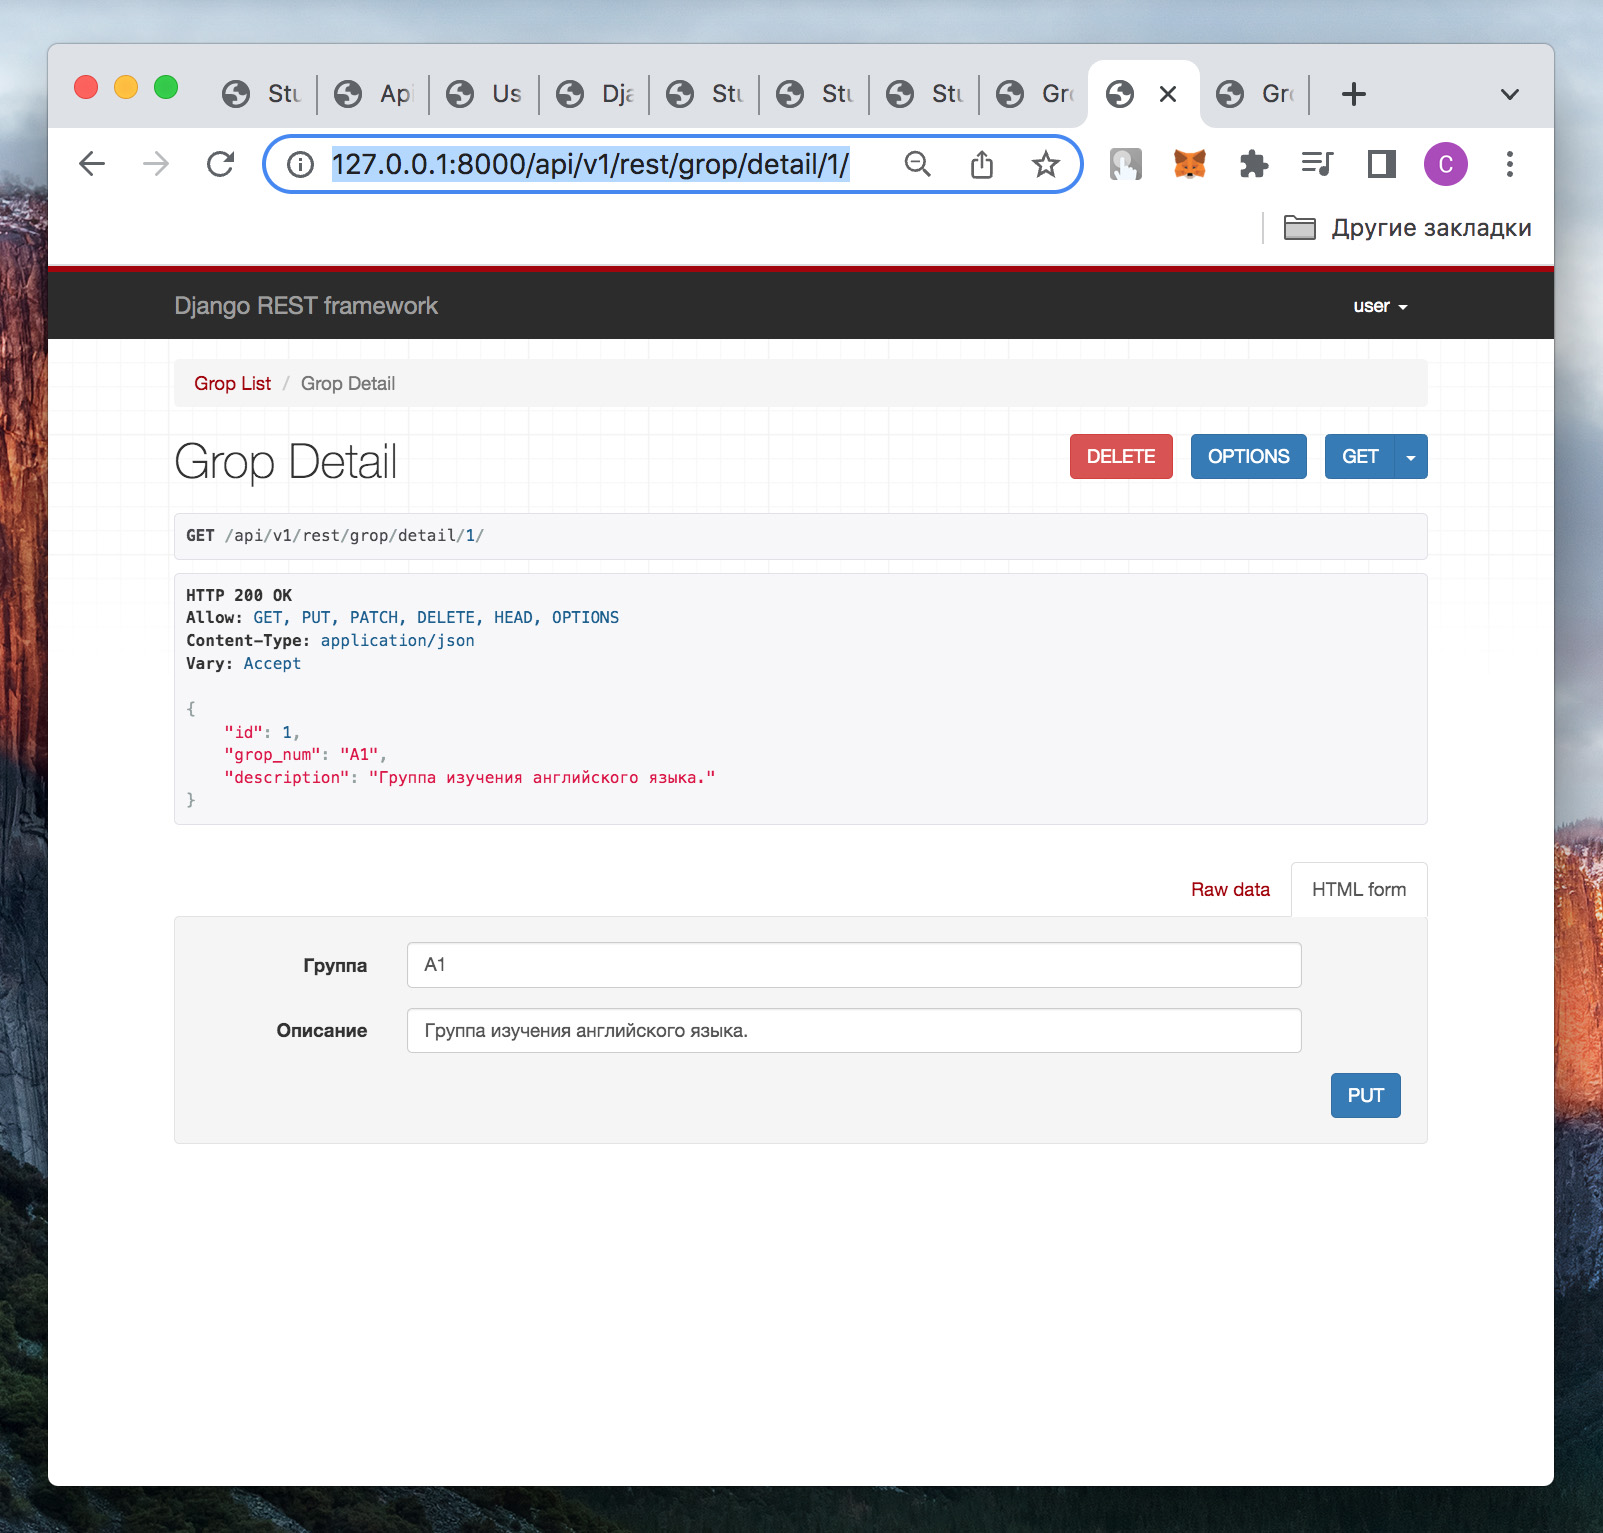 Stu Api Us Dja Stu Stu Stu Gro Gro
127.0.0.1:8000/api/v1/rest/grop/detail/1/
C
Другие закладки
Django REST framework
user
Grop List / Grop Detail
Grop Detail
DELETE
OPTIONS
GET
GET /api/v1/rest/grop/detail/1/
HTTP 200 OK
Allow: GET, PUT, PATCH, DELETE, HEAD, OPTIONS
Content-Type: application/json
Vary: Accept
{
"id": 1,
"grop_num": "A1",
"description": "Группа изучения английского языка."
}
Raw data
HTML form
Группа
A1
Описание
Группа изучения английского языка.
PUT